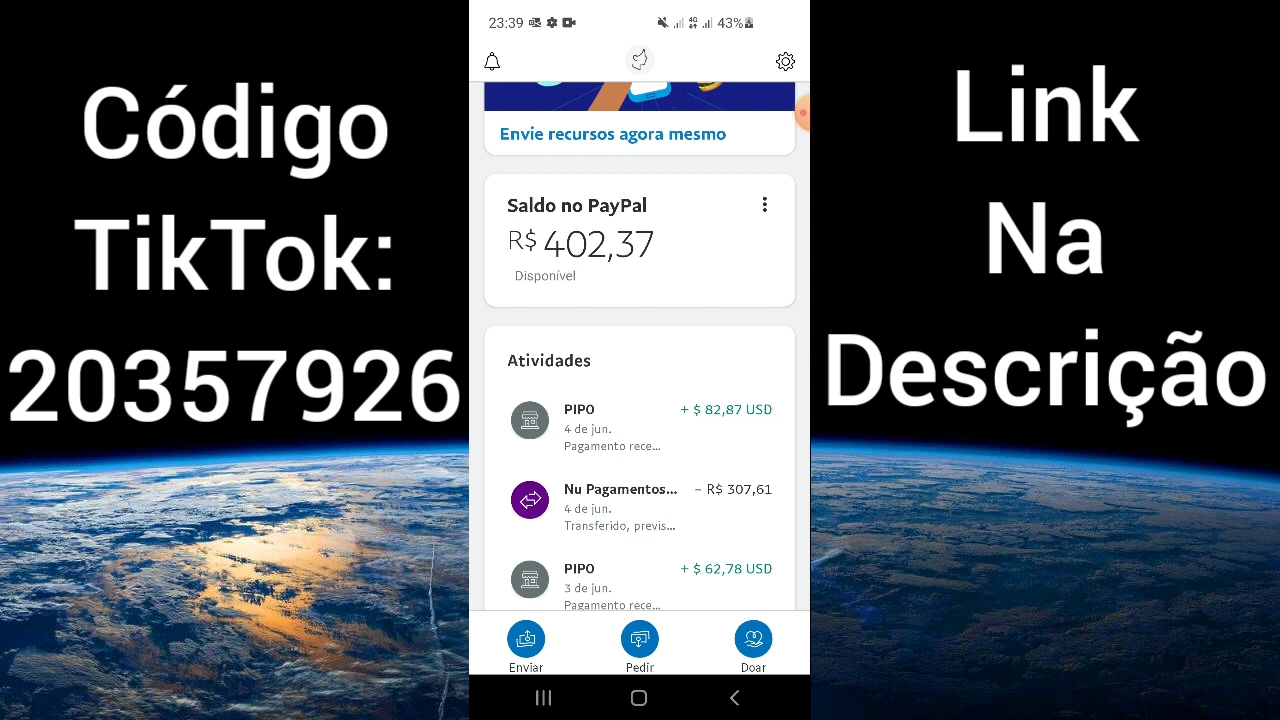 Código
TikTok:
20357926
23:39
4G
43%
Envie recursos agora mesmo
Saldo no PayPal
R$ 402,37
Disponível
Atividades
PIPO + $ 82,87 USD
4 de jun.
Pagamento rece...
Nu Pagamentos... − R$ 307,61
4 de jun.
Transferido, previs...
PIPO + $ 62,78 USD
3 de jun.
Pagamento rece...
Enviar Pedir Doar
Link
Na
Descrição